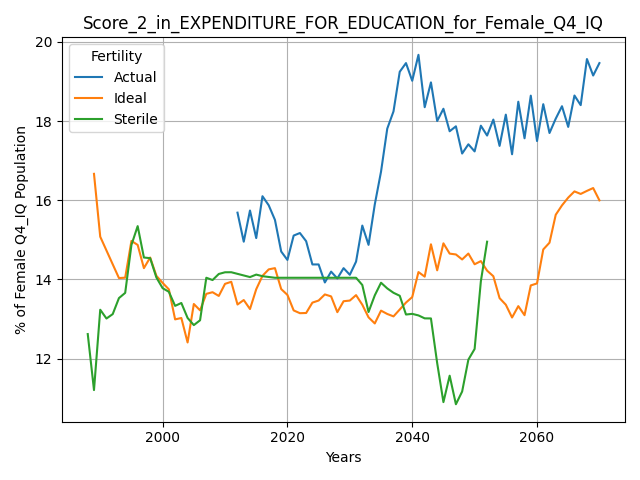 Score_2_in_EXPENDITURE_FOR_EDUCATION_for_Female_Q4_IQ
Fertility
Actual
Ideal
Sterile
% of Female Q4_IQ Population
20
18
16
14
12
2000
2020
2040
2060
Years